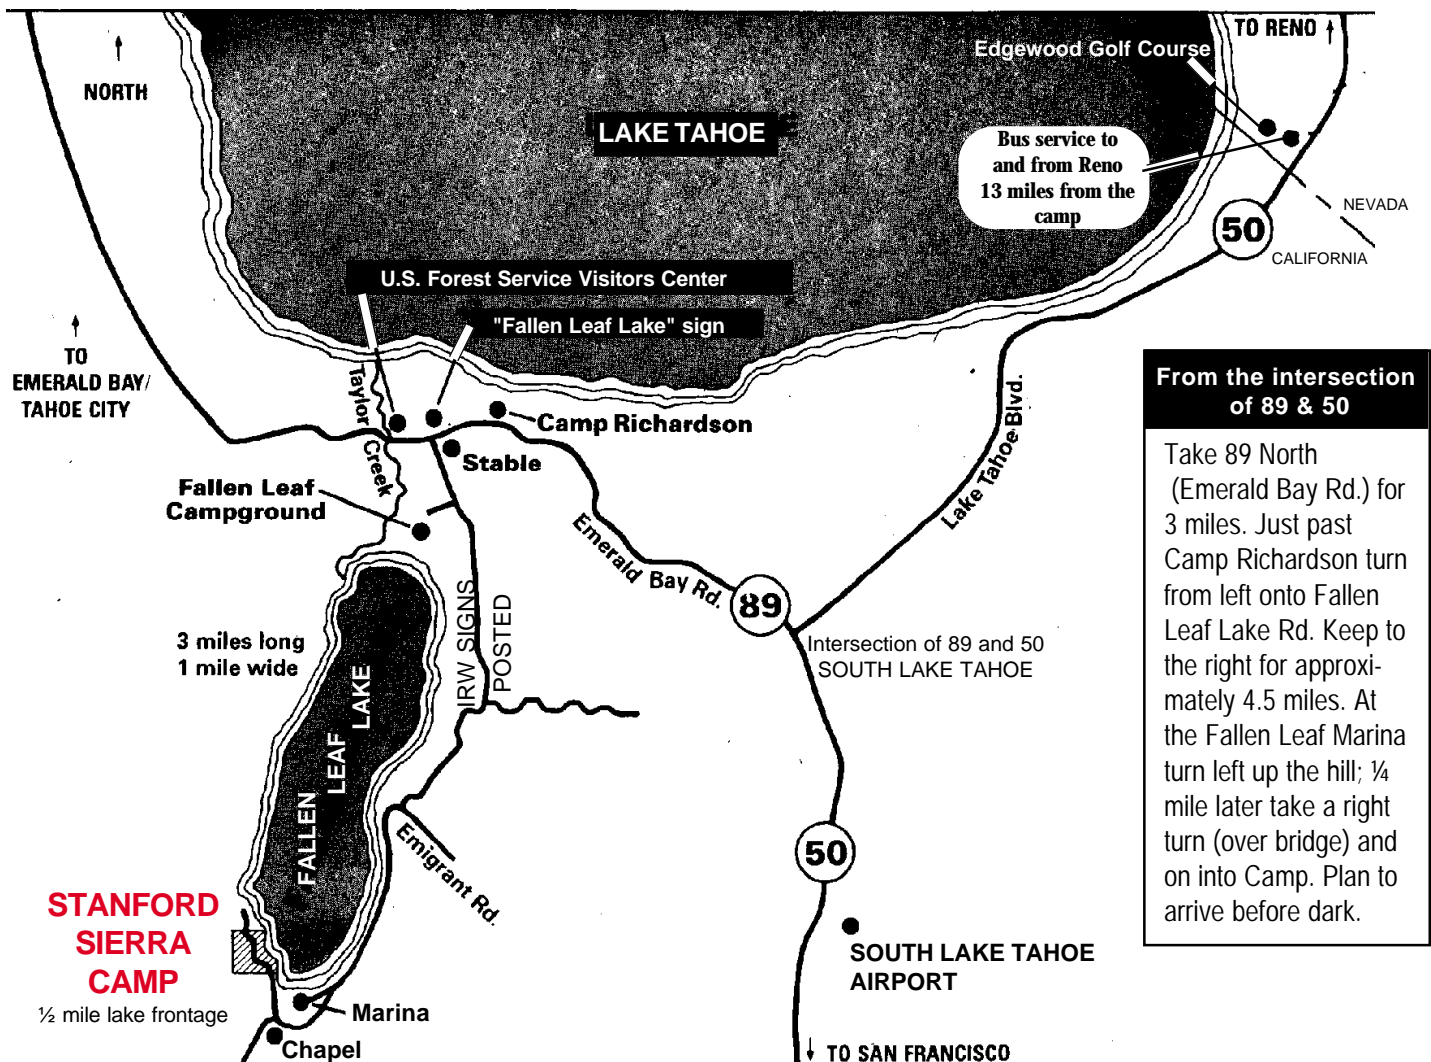 TO RENO
Edgewood Golf Course
NORTH
LAKE TAHOE
Bus service to
and from Reno
13 miles from the
camp
NEVADA
50
CALIFORNIA
U.S. Forest Service Visitors Center
"Fallen Leaf Lake" sign
TO
EMERALD BAY/
TAHOE CITY
Taylor Creek
Camp Richardson
Stable
Fallen Leaf
Campground
Lake Tahoe Blvd.
Emerald Bay Rd.
89
Intersection of 89 and 50
SOUTH LAKE TAHOE
IRW SIGNS
POSTED
3 miles long
1 mile wide
FALLEN LEAF LAKE
Emigrant Rd.
50
STANFORD
SIERRA
CAMP
½ mile lake frontage
Marina
Chapel
SOUTH LAKE TAHOE
AIRPORT
TO SAN FRANCISCO
From the intersection
of 89 & 50
Take 89 North
(Emerald Bay Rd.) for
3 miles. Just past
Camp Richardson turn
from left onto Fallen
Leaf Lake Rd. Keep to
the right for approxi-
mately 4.5 miles. At
the Fallen Leaf Marina
turn left up the hill; ¼
mile later take a right
turn (over bridge) and
on into Camp. Plan to
arrive before dark.